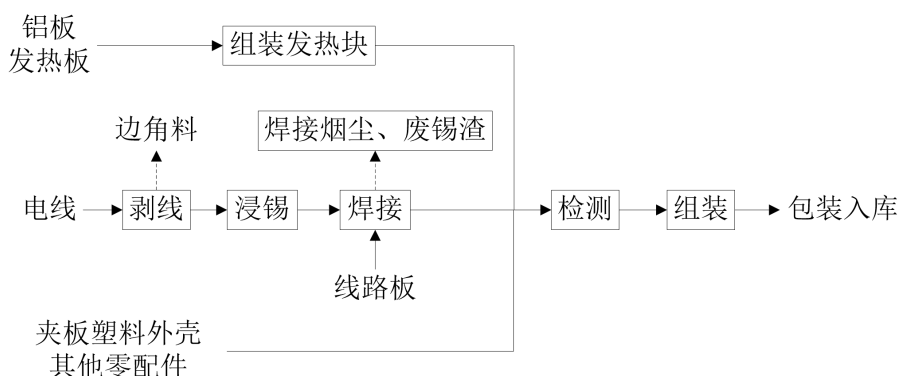 铝板
发热板
组装发热块
边角料
焊接烟尘、废锡渣
电线
剥线
浸锡
焊接
检测
组装
包装入库
线路板
夹板塑料外壳
其他零配件